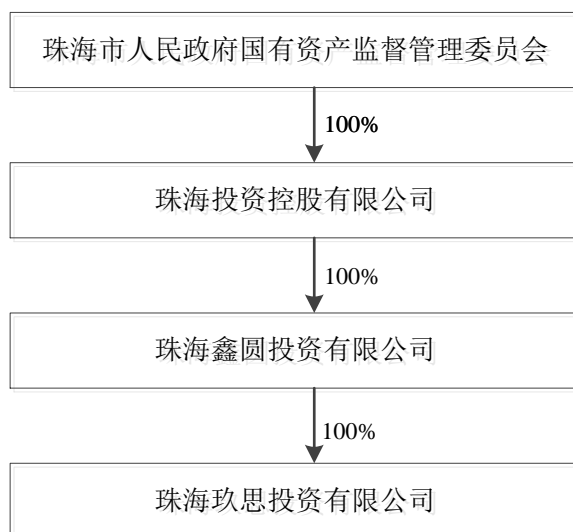 珠海市人民政府国有资产监督管理委员会
100%
珠海投资控股有限公司
100%
珠海鑫圆投资有限公司
100%
珠海玖思投资有限公司